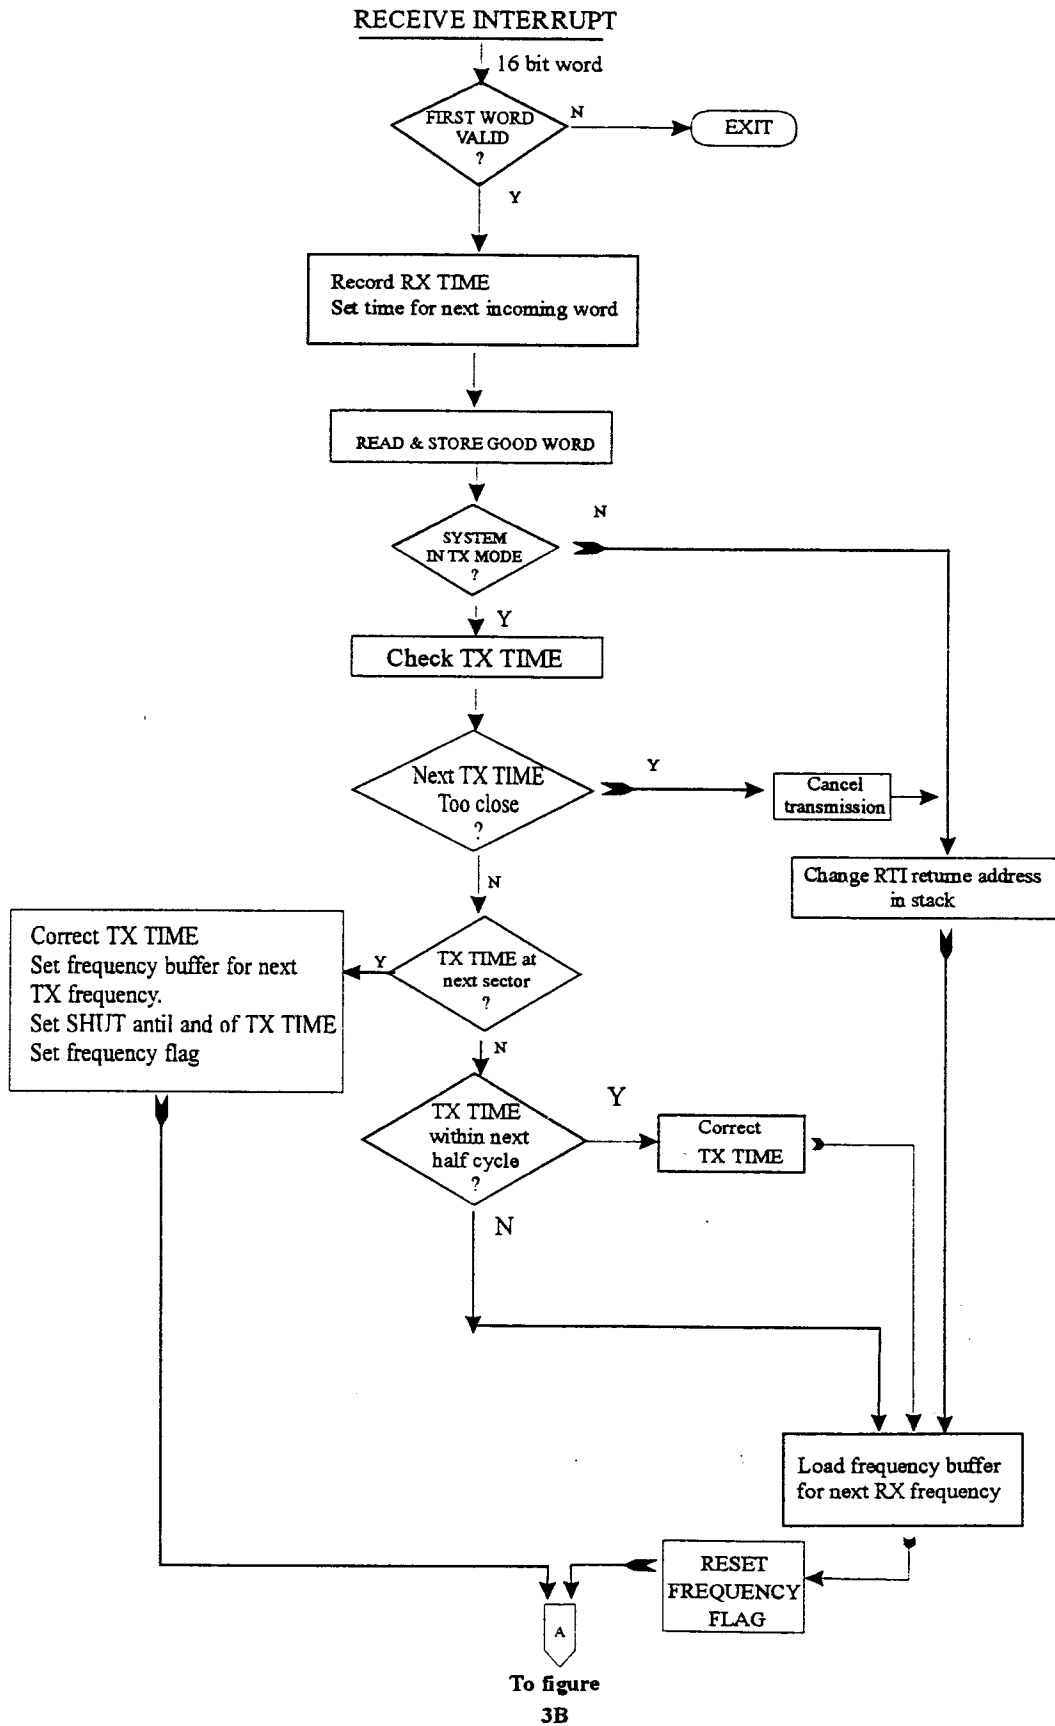 RECEIVE INTERRUPT
16 bit word
FIRST WORD
VALID
?
N
EXIT
Y
Record RX TIME
Set time for next incoming word
READ & STORE GOOD WORD
N
SYSTEM
IN TX MODE
?
Y
Check TX TIME
Next TX TIME
Too close
?
Y
Cancel
transmission
Change RTI returne address
in stack
N
Correct TX TIME
Set frequency buffer for next
TX frequency.
Set SHUT antil and of TX TIME
Set frequency flag
Y
TX TIME at
next sector
?
N
TX TIME
within next
half cycle
?
Y
Correct
TX TIME
N
Load frequency buffer
for next RX frequency
RESET
FREQUENCY
FLAG
A
To figure
3B